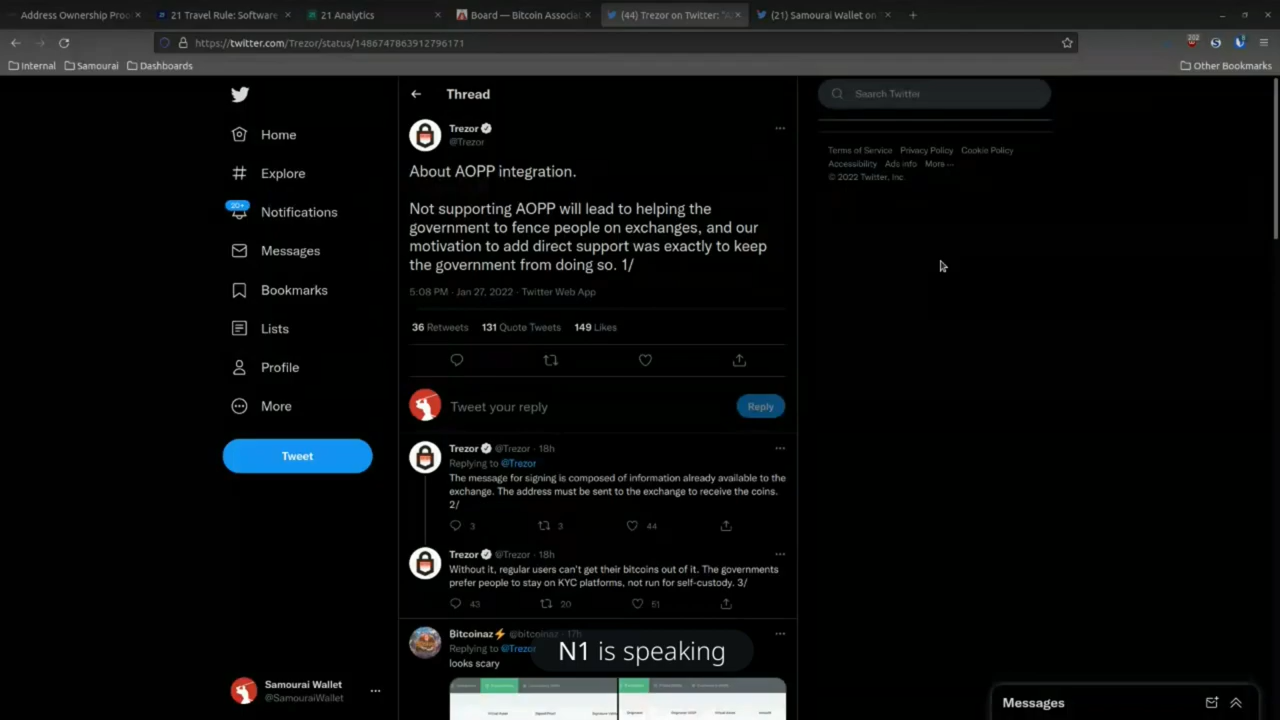 Address Ownership Proo
21 Travel Rule: Software
21 Analytics
Board — Bitcoin Associa
(44) Trezor on Twitter: "A
(21) Samourai Wallet on
https://twitter.com/Trezor/status/1486747863912796171
Internal
Samourai
Dashboards
Other Bookmarks
Thread
Search Twitter
Home
Explore
20+
Notifications
Messages
Bookmarks
Lists
Profile
More
Tweet
Samourai Wallet
@SamouraiWallet
Trezor
@Trezor
About AOPP integration.
Not supporting AOPP will lead to helping the
government to fence people on exchanges, and our
motivation to add direct support was exactly to keep
the government from doing so. 1/
5:08 PM · Jan 27, 2022 · Twitter Web App
36 Retweets 131 Quote Tweets 149 Likes
Tweet your reply
Reply
Trezor @Trezor · 18h
Replying to @Trezor
The message for signing is composed of information already available to the
exchange. The address must be sent to the exchange to receive the coins.
2/
3 3 44
Trezor @Trezor · 18h
Without it, regular users can't get their bitcoins out of it. The governments
prefer people to stay on KYC platforms, not run for self-custody. 3/
43 20 51
Bitcoinaz⚡ @bitcoinaz · 17h
Replying to @Trezor
looks scary
N1 is speaking
Terms of Service Privacy Policy Cookie Policy
Accessibility Ads info More ···
© 2022 Twitter, Inc.
Messages